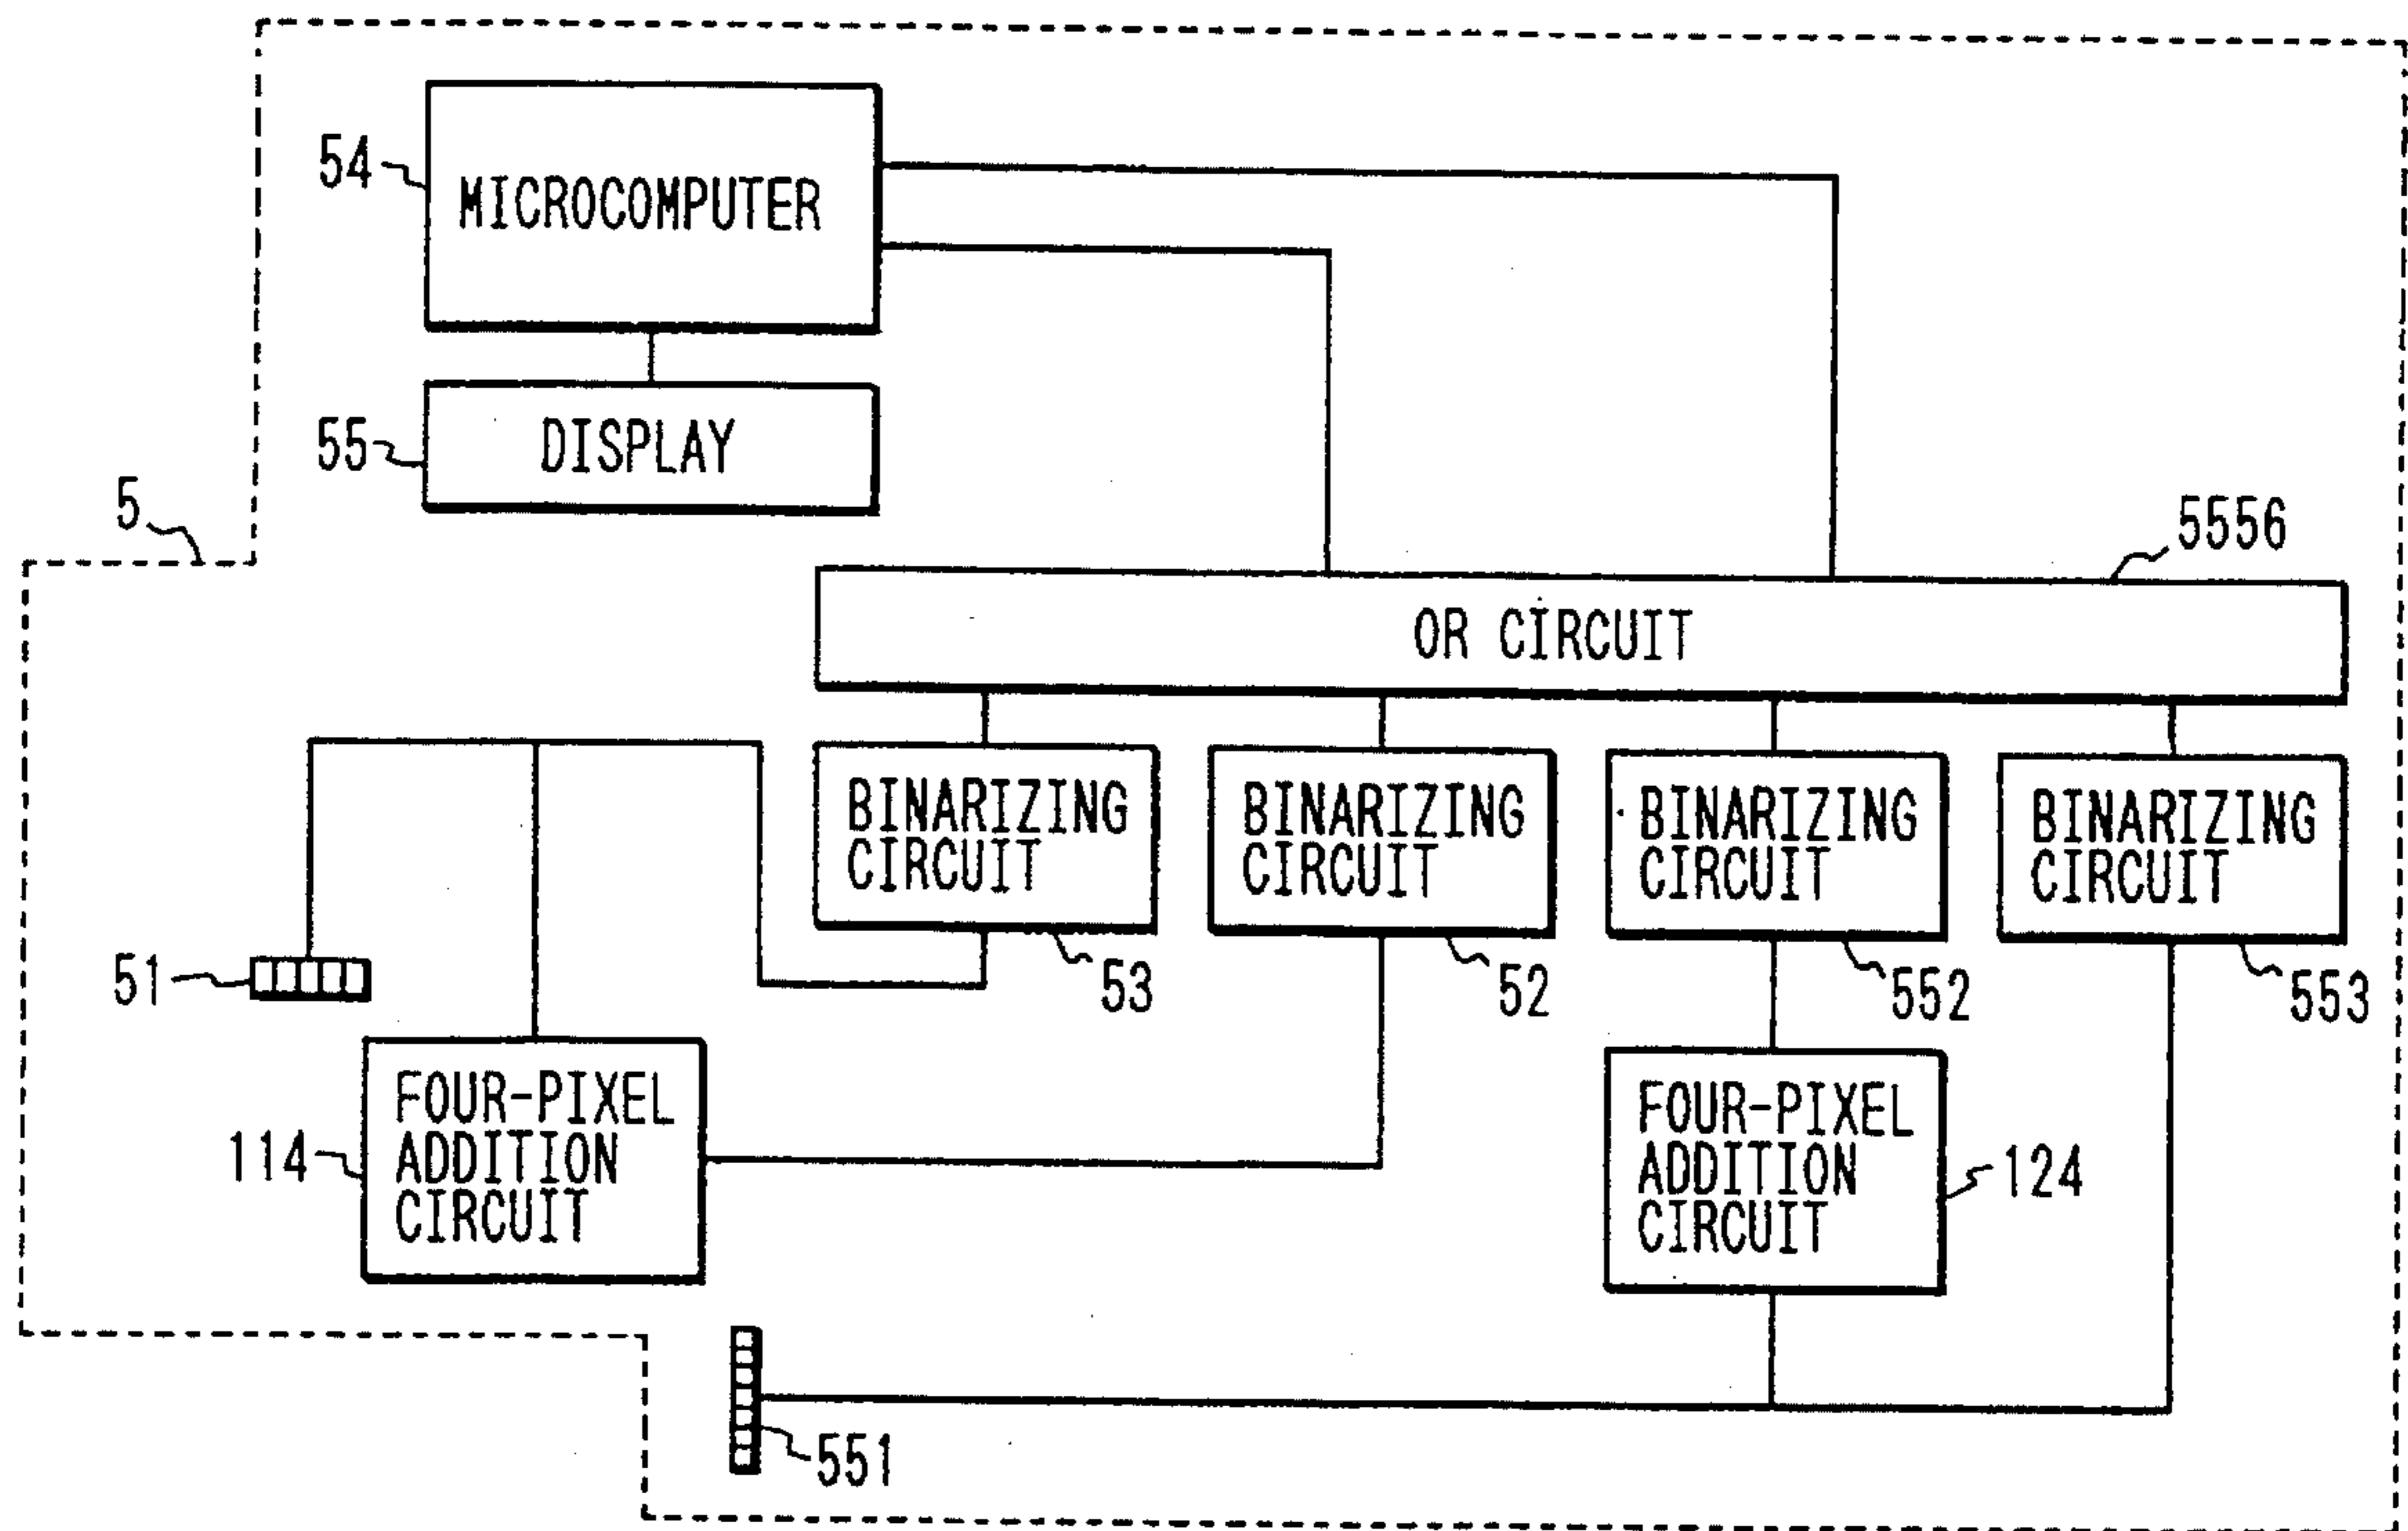 54
MICROCOMPUTER
55
DISPLAY
5
5556
OR CIRCUIT
BINARIZING
CIRCUIT
BINARIZING
CIRCUIT
BINARIZING
CIRCUIT
BINARIZING
CIRCUIT
51
53
52
552
553
FOUR-PIXEL
ADDITION
CIRCUIT
114
FOUR-PIXEL
ADDITION
CIRCUIT
124
551